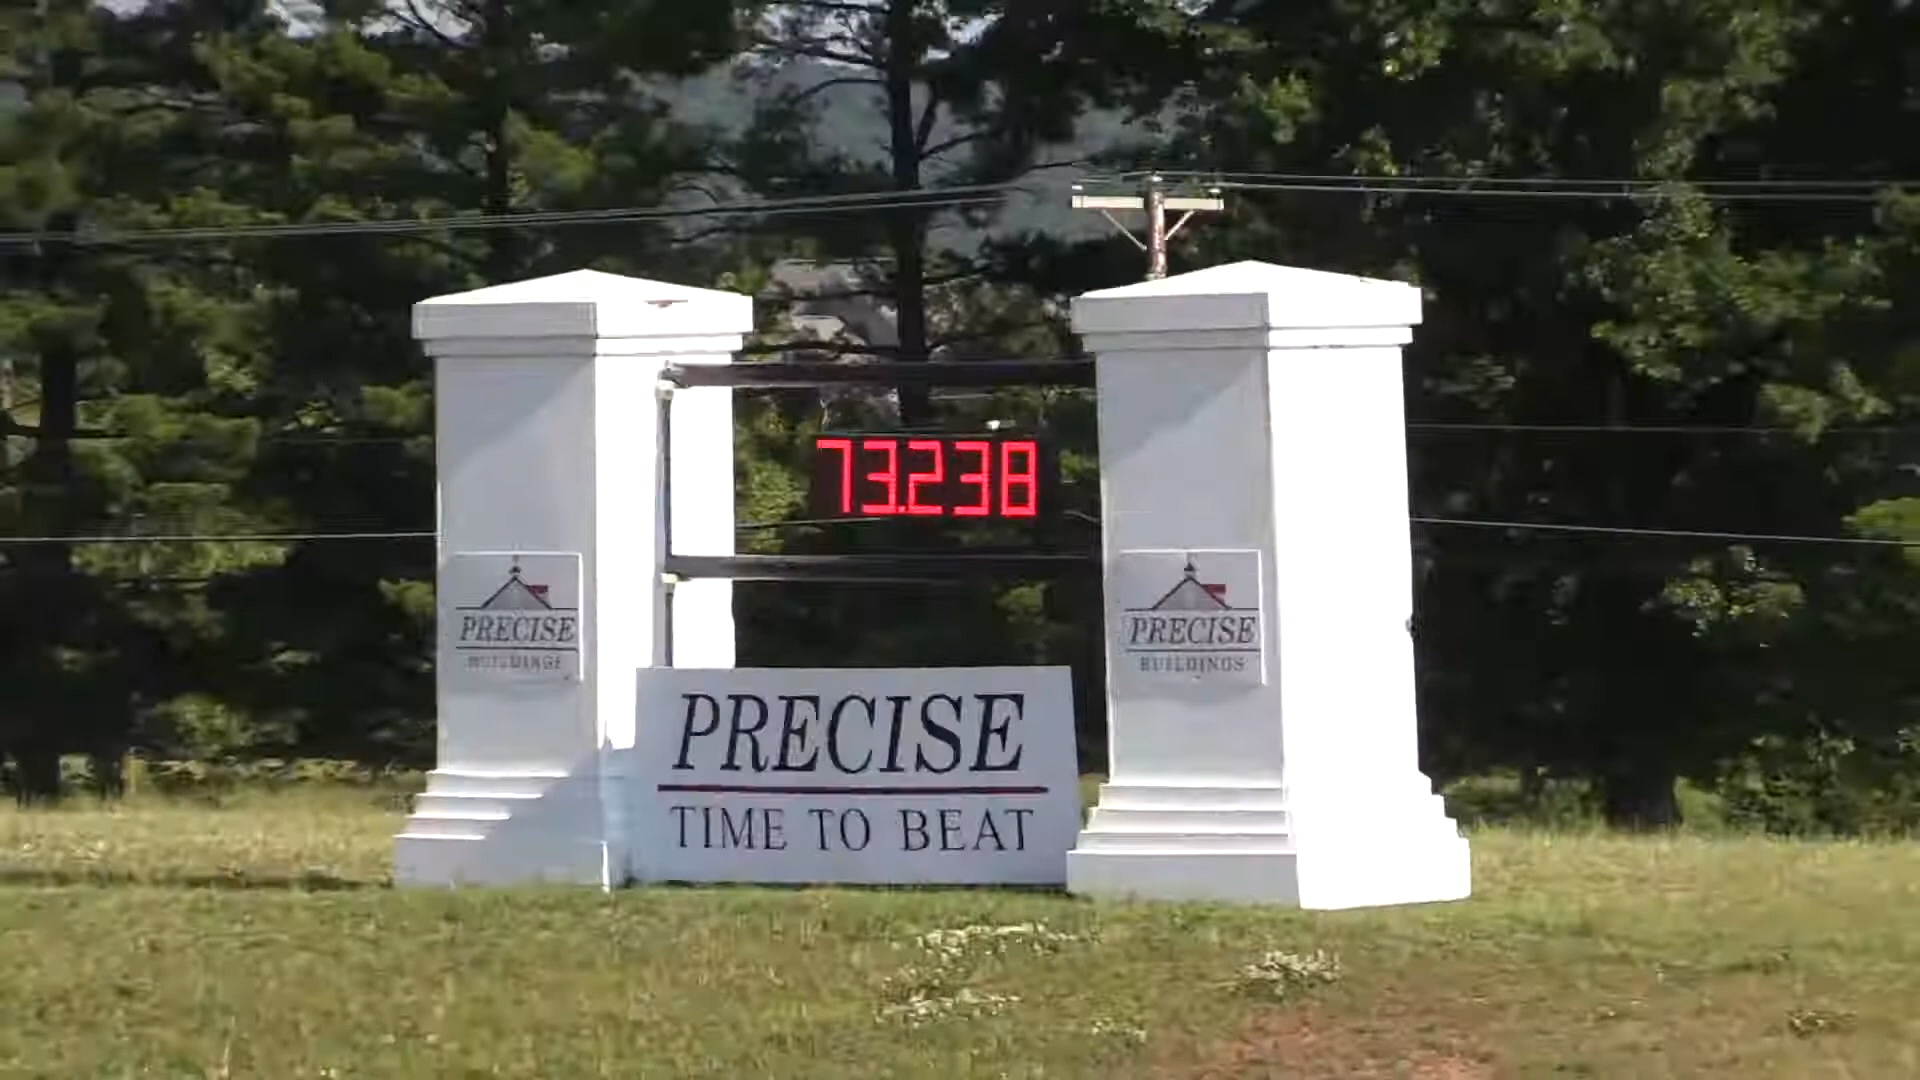 73.238
PRECISE
BUILDINGS
PRECISE
BUILDINGS
PRECISE
TIME TO BEAT